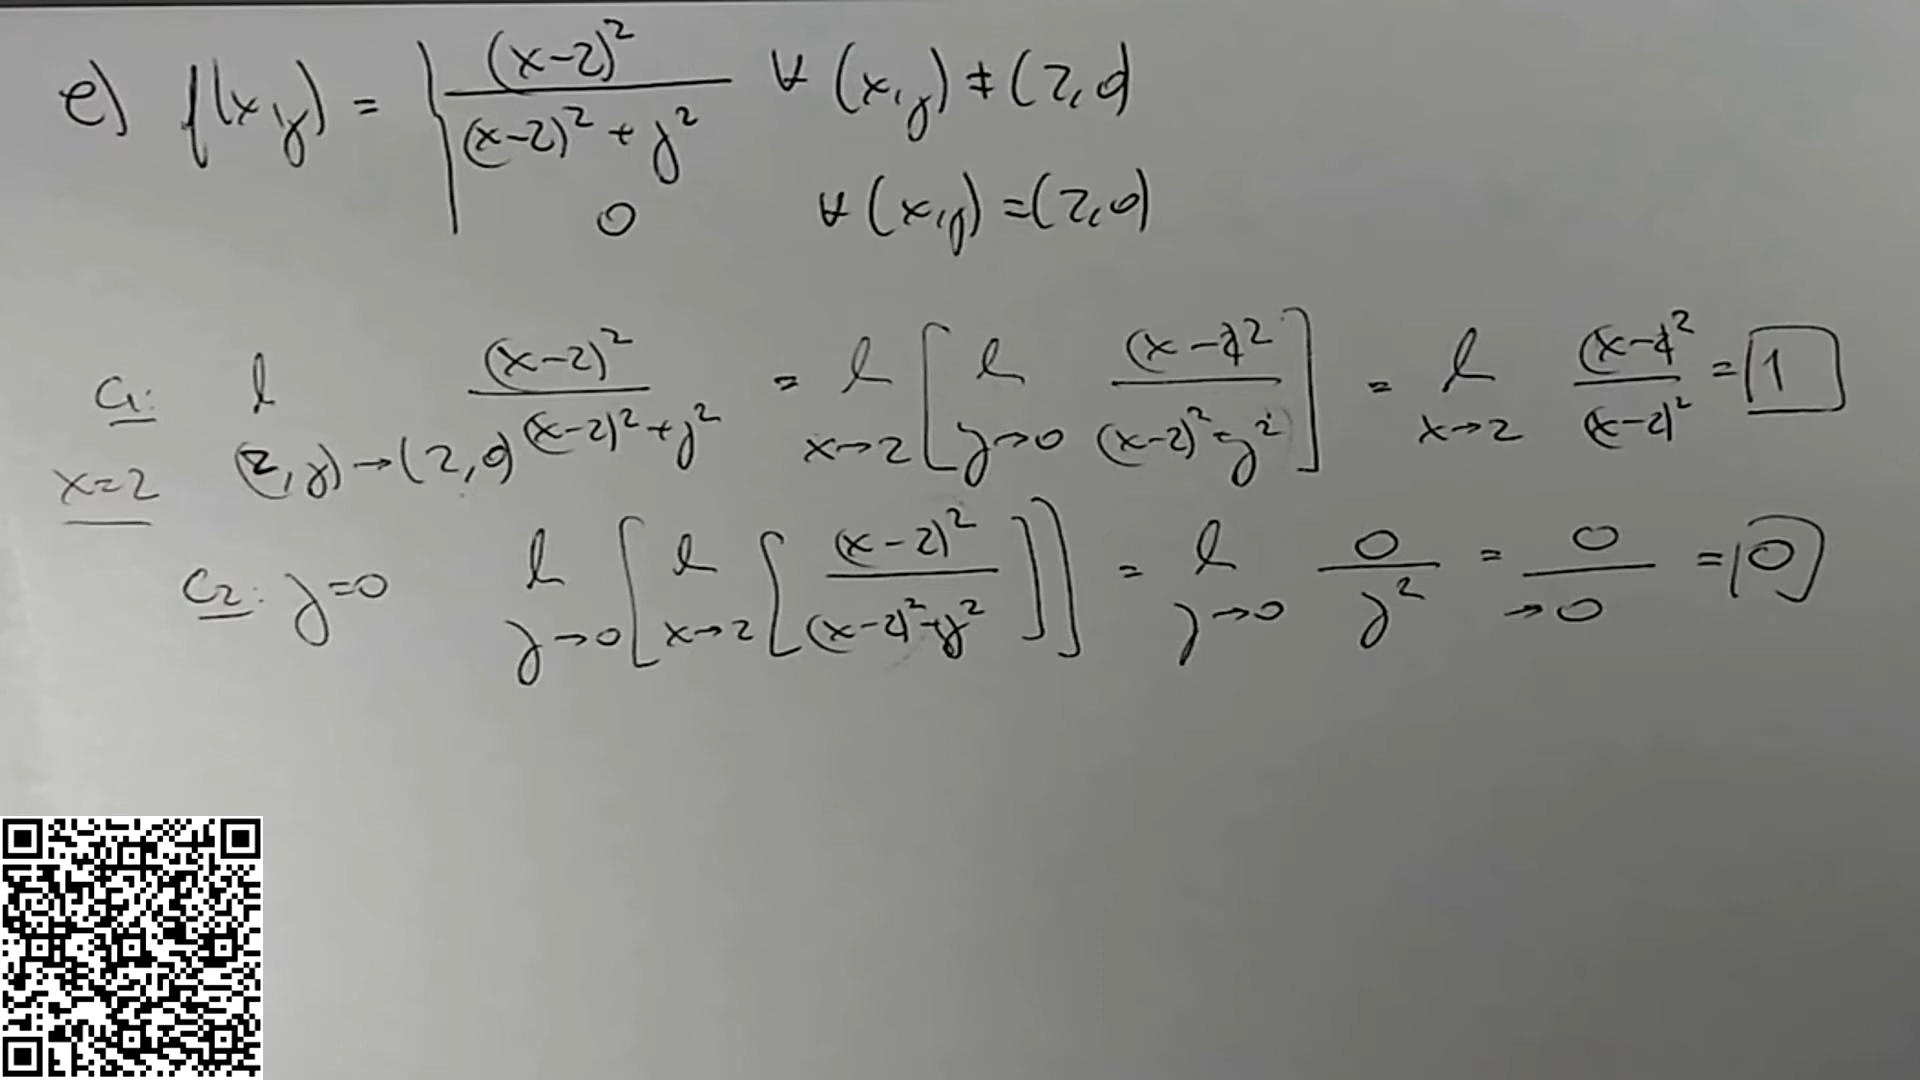 e) f(x,y) = { (x-2)² / (x-2)² + y² ∀ (x,y) ≠ (2,0)
0 ∀ (x,y) = (2,0)
C1: l (2,y)→(2,0) (x-2)² / (x-2)² + y² = l x→2 [ l y→0 (x-2)² / (x-2)² + y² ] = l x→2 (x-2)² / (x-2)² = 1
x=2
C2: y=0 l y→0 [ l x→2 [ (x-2)² / (x-2)² + y² ]] = l y→0 0 / y² = 0 / →0 = 0